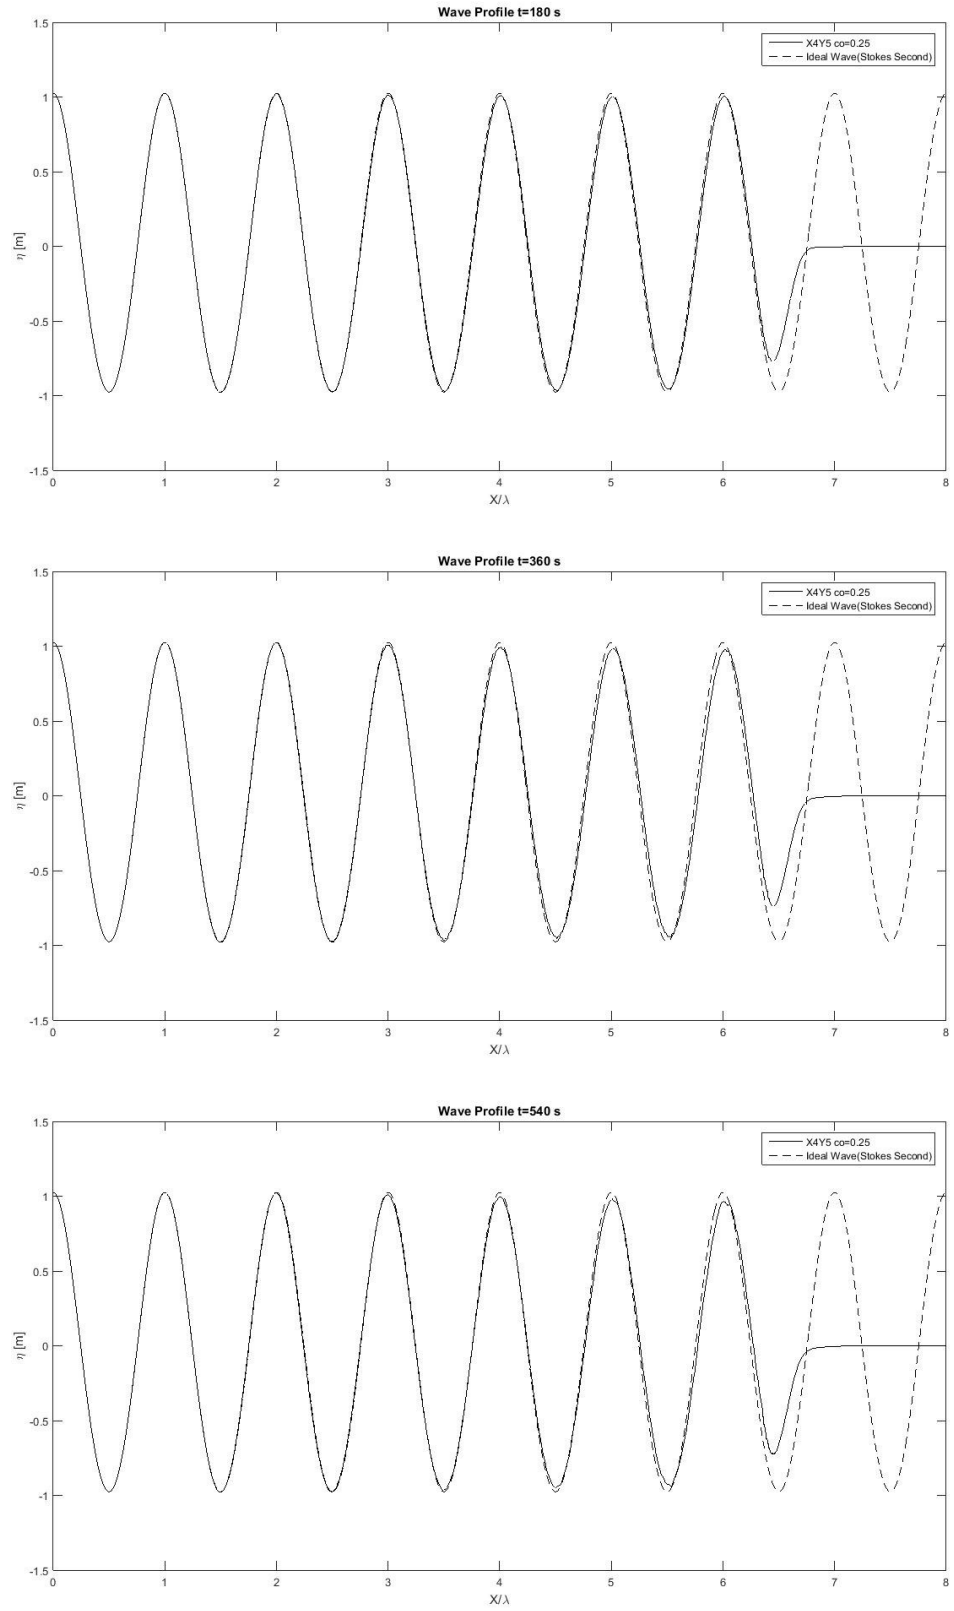 Wave Profile t=180 s
X4Y5 co=0.25
Ideal Wave(Stokes Second)
1.5
1
0.5
0
-0.5
-1
-1.5
η [m]
0 1 2 3 4 5 6 7 8
X/λ
Wave Profile t=360 s
X4Y5 co=0.25
Ideal Wave(Stokes Second)
1.5
1
0.5
0
-0.5
-1
-1.5
η [m]
0 1 2 3 4 5 6 7 8
X/λ
Wave Profile t=540 s
X4Y5 co=0.25
Ideal Wave(Stokes Second)
1.5
1
0.5
0
-0.5
-1
-1.5
η [m]
0 1 2 3 4 5 6 7 8
X/λ